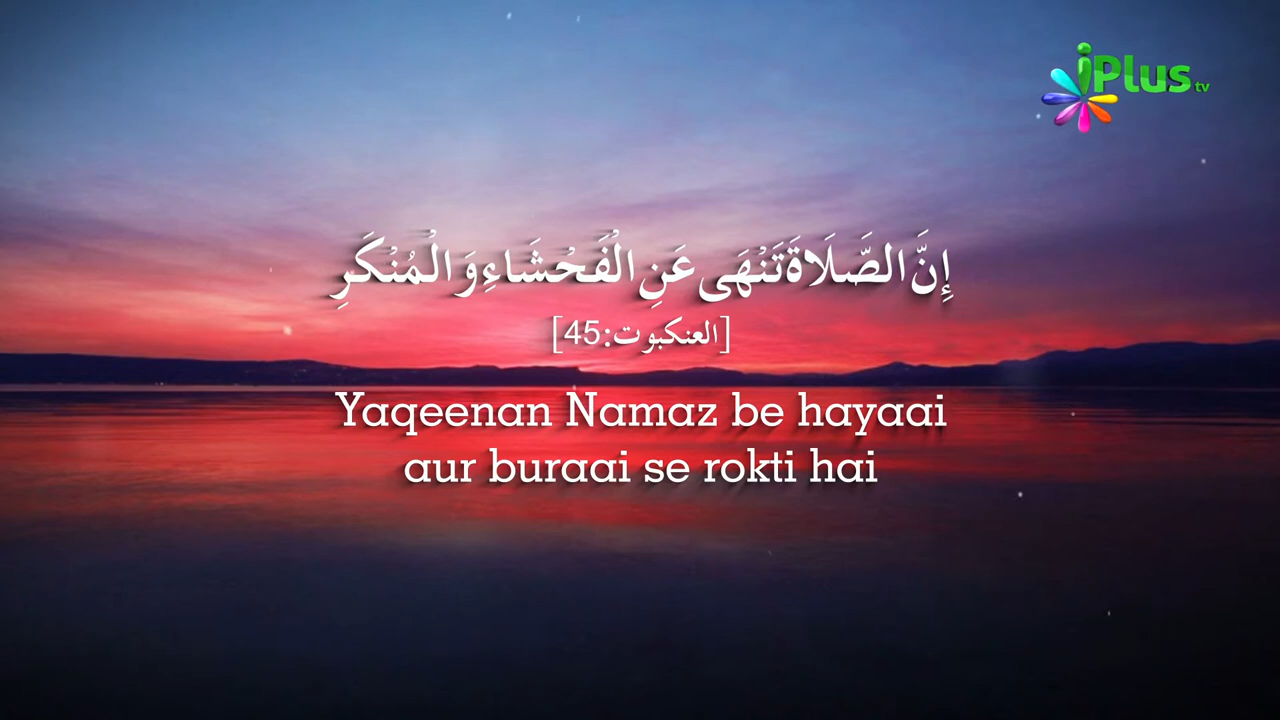 iPlus tv
إِنَّ الصَّلَاةَ تَنْهَى عَنِ الْفَحْشَاءِ وَالْمُنْكَرِ
[العنكبوت:45]
Yaqeenan Namaz be hayaai
aur buraai se rokti hai